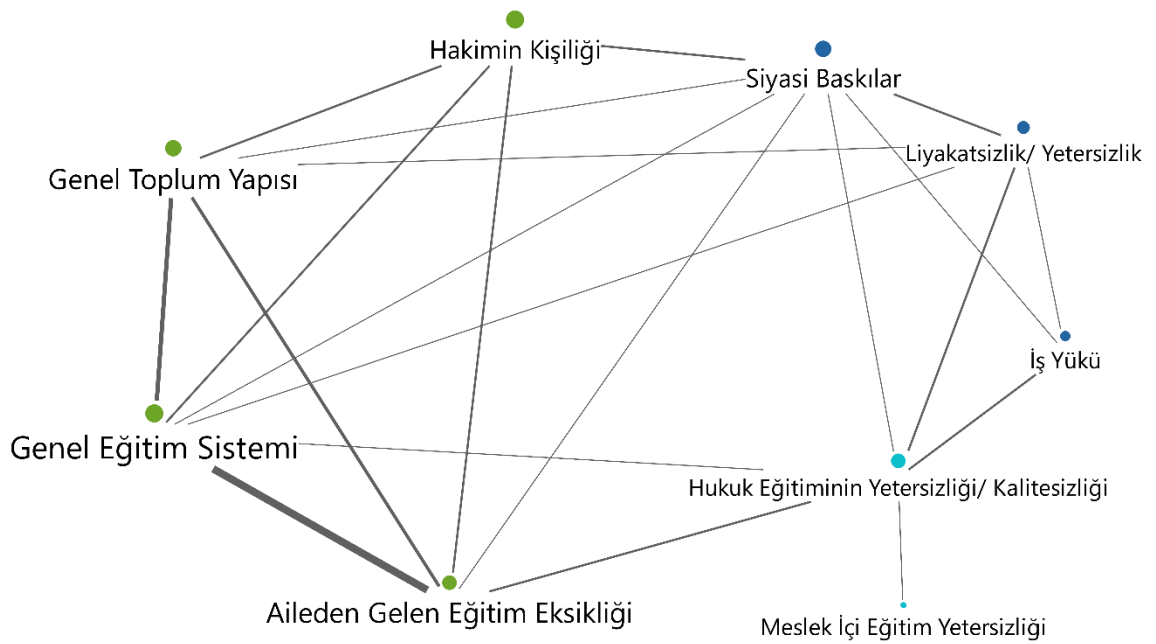 Hakimin Kişiliği
Siyasi Baskılar
Liyakatsizlik/ Yetersizlik
Genel Toplum Yapısı
İş Yükü
Genel Eğitim Sistemi
Hukuk Eğitiminin Yetersizliği/ Kalitesizliği
Aileden Gelen Eğitim Eksikliği
Meslek İçi Eğitim Yetersizliği